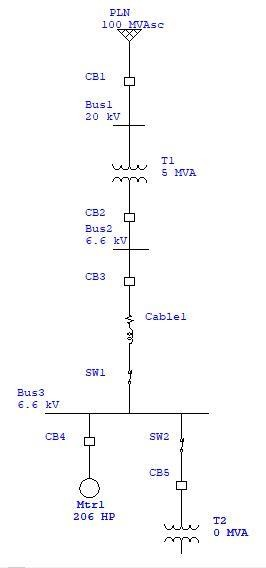 PLN
100 MVAsc
CB1
Bus1
20 kV
T1
5 MVA
CB2
Bus2
6.6 kV
CB3
Cable1
SW1
Bus3
6.6 kV
CB4
SW2
CB5
Mtr1
206 HP
T2
0 MVA